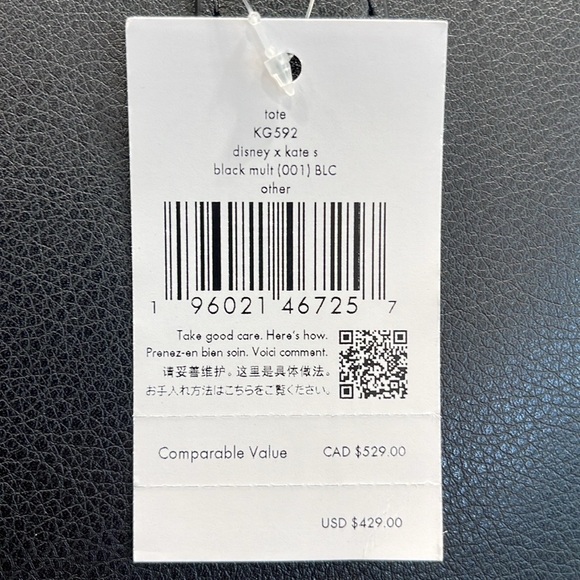 tote
KG592
disney x kate s
black mult (001) BLC
other
1 96021 46725 7
Take good care. Here's how.
Prenez-en bien soin. Voici comment.
请妥善维护。这里是具体做法。
お手入れ方法はこちらをご覧ください。
Comparable Value CAD $529.00
USD $429.00